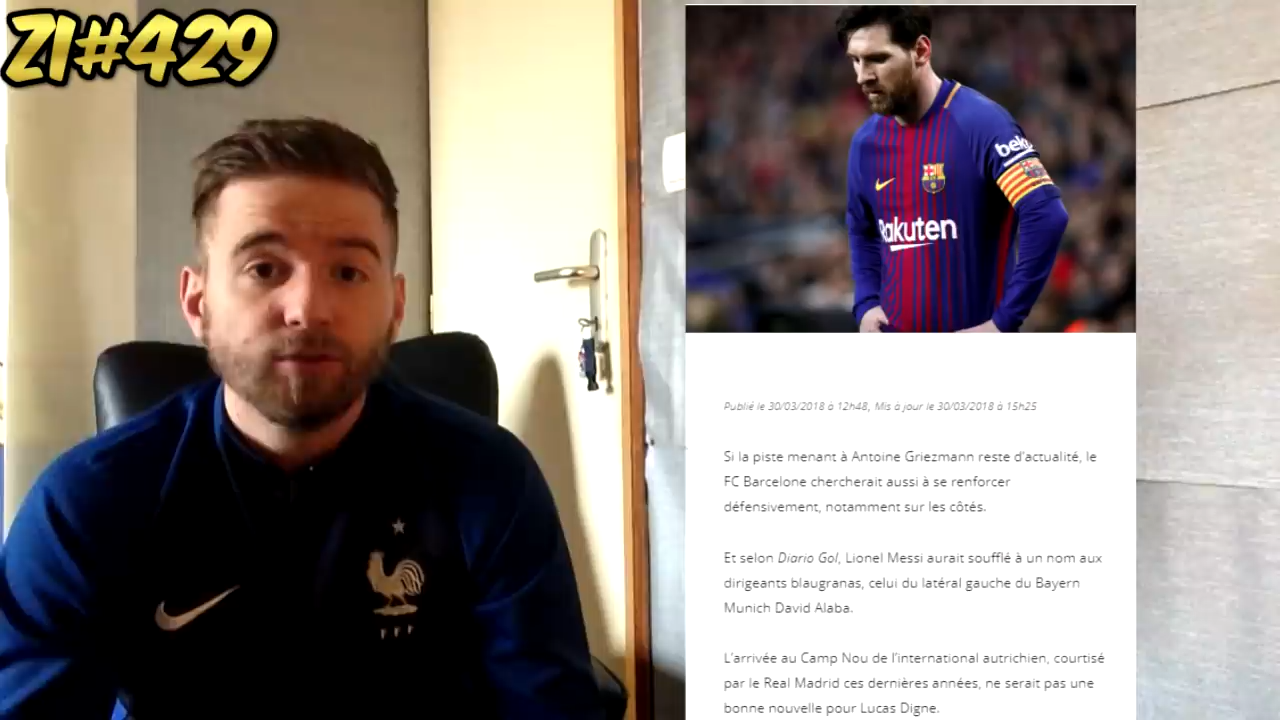 ZI#429
beko
Rakuten
FFF
Publié le 30/03/2018 à 12h48, Mis à jour le 30/03/2018 à 15h25
Si la piste menant à Antoine Griezmann reste d'actualité, le
FC Barcelone chercherait aussi à se renforcer
défensivement, notamment sur les côtés.
Et selon Diario Gol, Lionel Messi aurait soufflé à un nom aux
dirigeants blaugranas, celui du latéral gauche du Bayern
Munich David Alaba.
L'arrivée au Camp Nou de l'international autrichien, courtisé
par le Real Madrid ces dernières années, ne serait pas une
bonne nouvelle pour Lucas Digne.